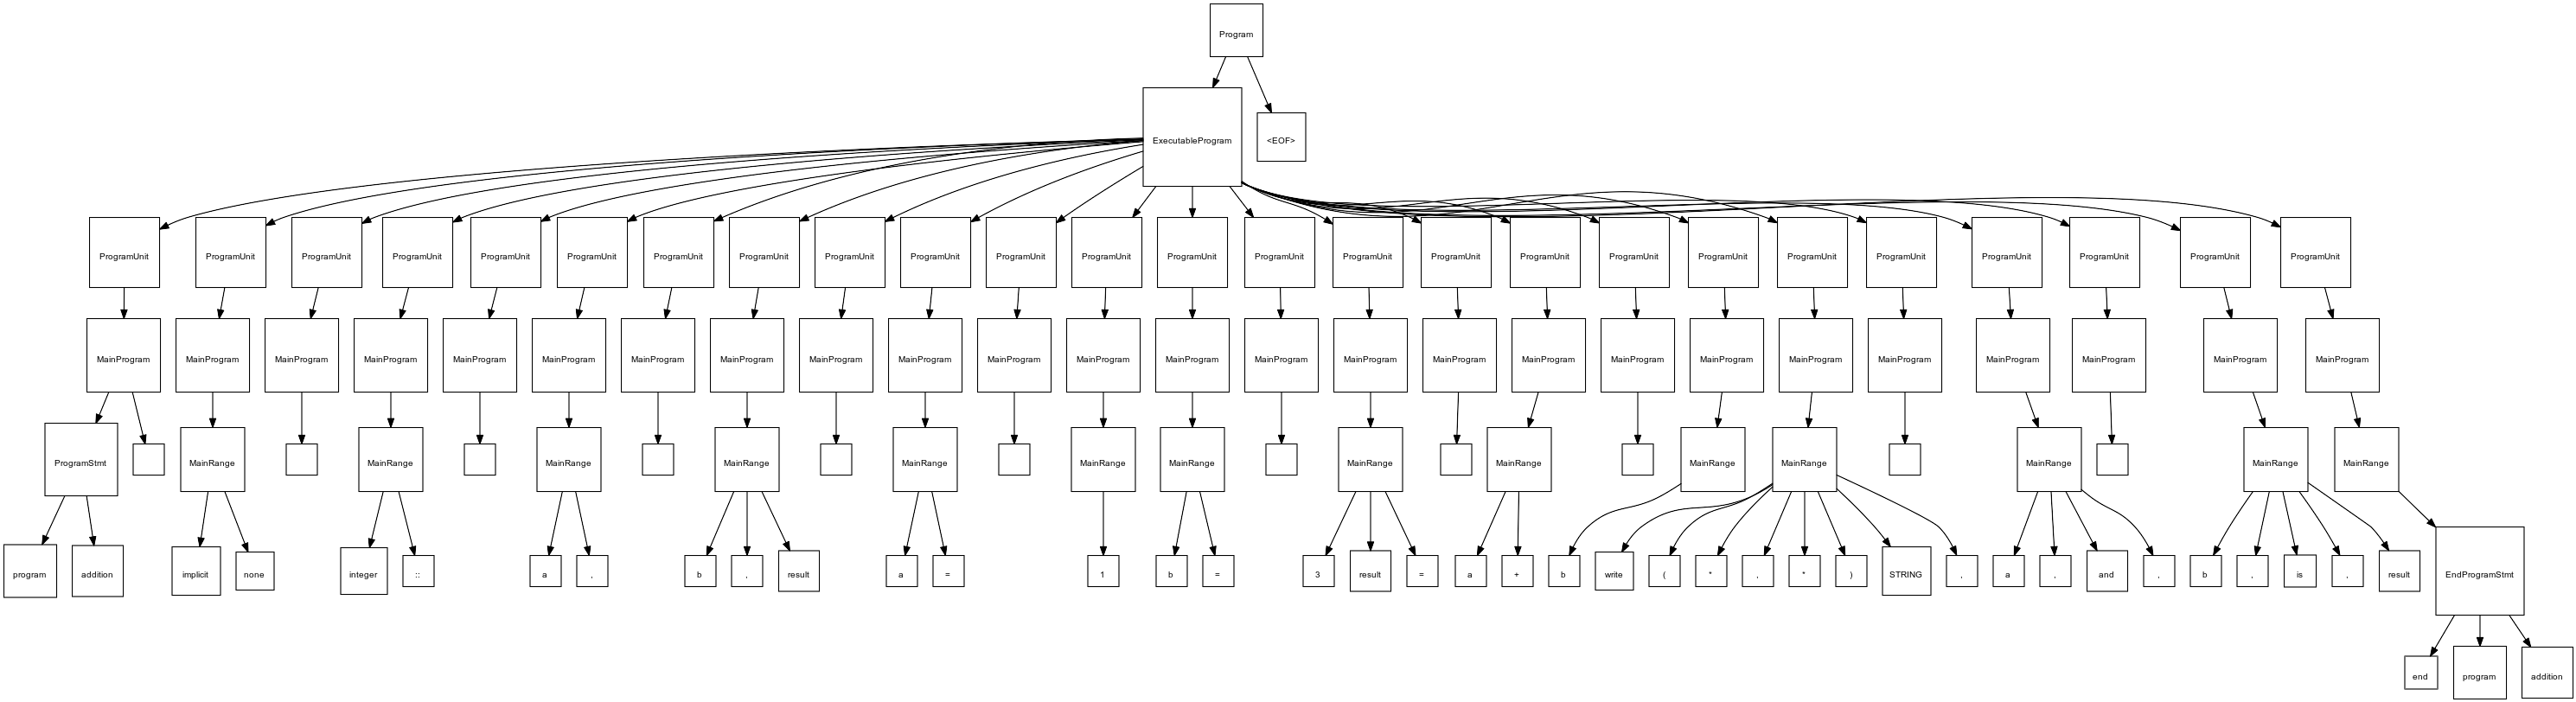 Program
ExecutableProgram <EOF>
ProgramUnit ProgramUnit ProgramUnit ProgramUnit ProgramUnit ProgramUnit ProgramUnit ProgramUnit ProgramUnit ProgramUnit ProgramUnit ProgramUnit ProgramUnit ProgramUnit ProgramUnit ProgramUnit ProgramUnit ProgramUnit ProgramUnit ProgramUnit ProgramUnit ProgramUnit ProgramUnit ProgramUnit ProgramUnit
MainProgram MainProgram MainProgram MainProgram MainProgram MainProgram MainProgram MainProgram MainProgram MainProgram MainProgram MainProgram MainProgram MainProgram MainProgram MainProgram MainProgram MainProgram MainProgram MainProgram MainProgram MainProgram MainProgram MainProgram MainProgram
ProgramStmt MainRange MainRange MainRange MainRange MainRange MainRange MainRange MainRange MainRange MainRange MainRange MainRange MainRange MainRange
program addition implicit none integer :: a , b , result a = 1 b = 3 result = a + b write ( * , * ) STRING , a , and , b , is , result EndProgramStmt
end program addition